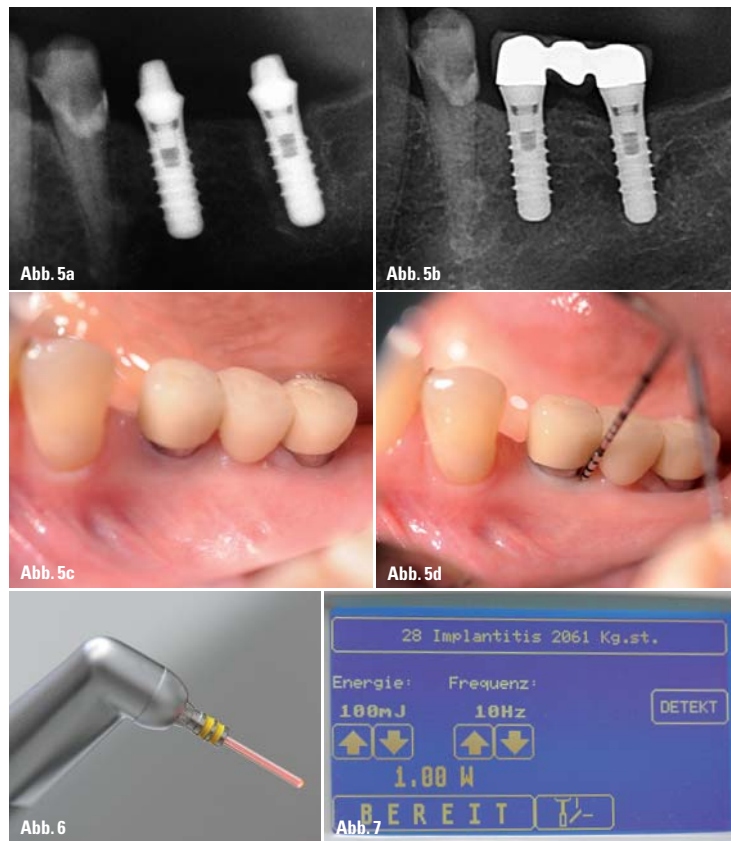 Abb. 5a
Abb. 5b
Abb. 5c
Abb. 5d
Abb. 6
28 Implantitis 2061 Kg.st.
Energie: Frequenz:
100mJ 10Hz
DETEKT
1.00 W
BEREIT
Abb. 7